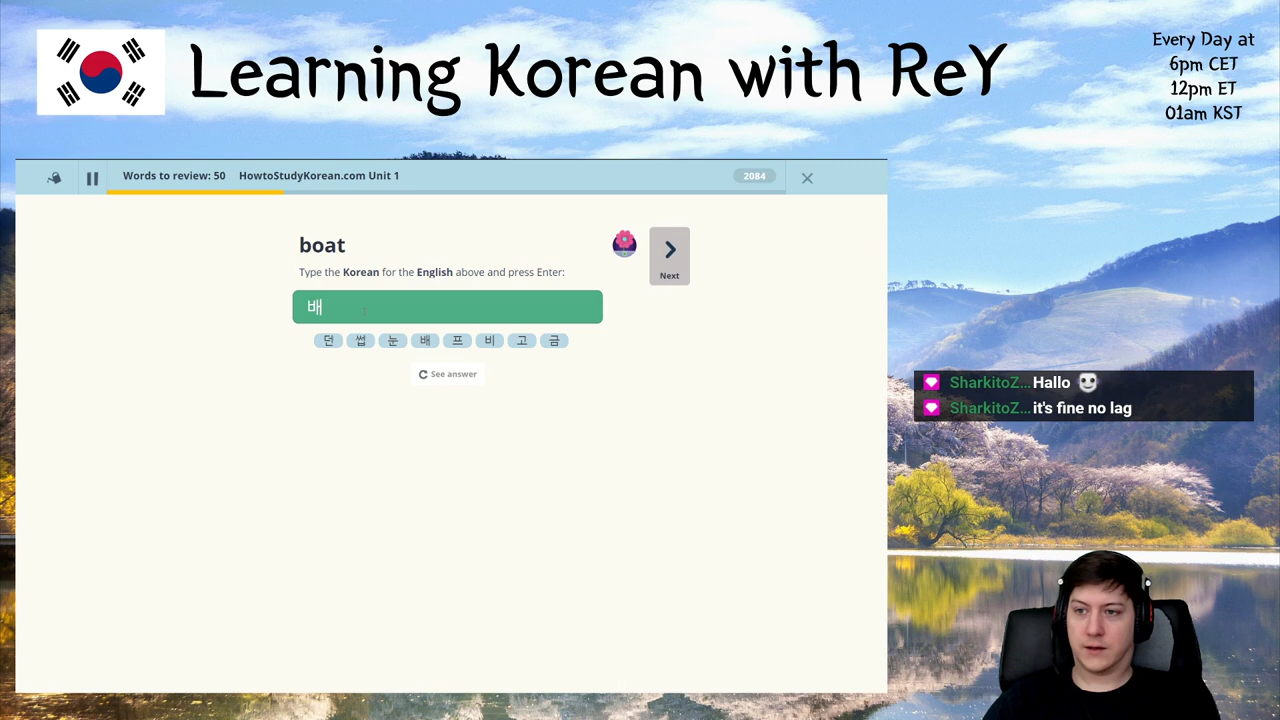 Learning Korean with ReY
Every Day at
6pm CET
12pm ET
01am KST
Words to review: 50 HowtoStudyKorean.com Unit 1 2084
boat
Type the Korean for the English above and press Enter:
Next
배
던 썹 눈 배 프 비 고 금
See answer
SharkitoZ... Hallo
SharkitoZ... it's fine no lag